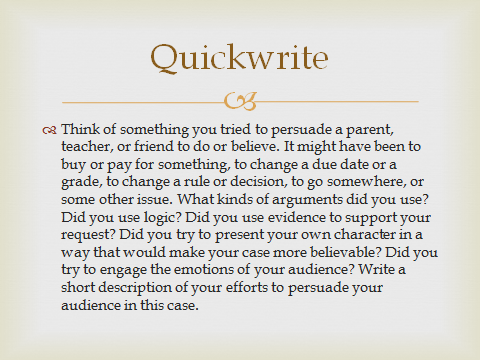 Quickwrite
Think of something you tried to persuade a parent,
teacher, or friend to do or believe. It might have been to
buy or pay for something, to change a due date or a
grade, to change a rule or decision, to go somewhere, or
some other issue. What kinds of arguments did you use?
Did you use logic? Did you use evidence to support your
request? Did you try to present your own character in a
way that would make your case more believable? Did you
try to engage the emotions of your audience? Write a
short description of your efforts to persuade your
audience in this case.